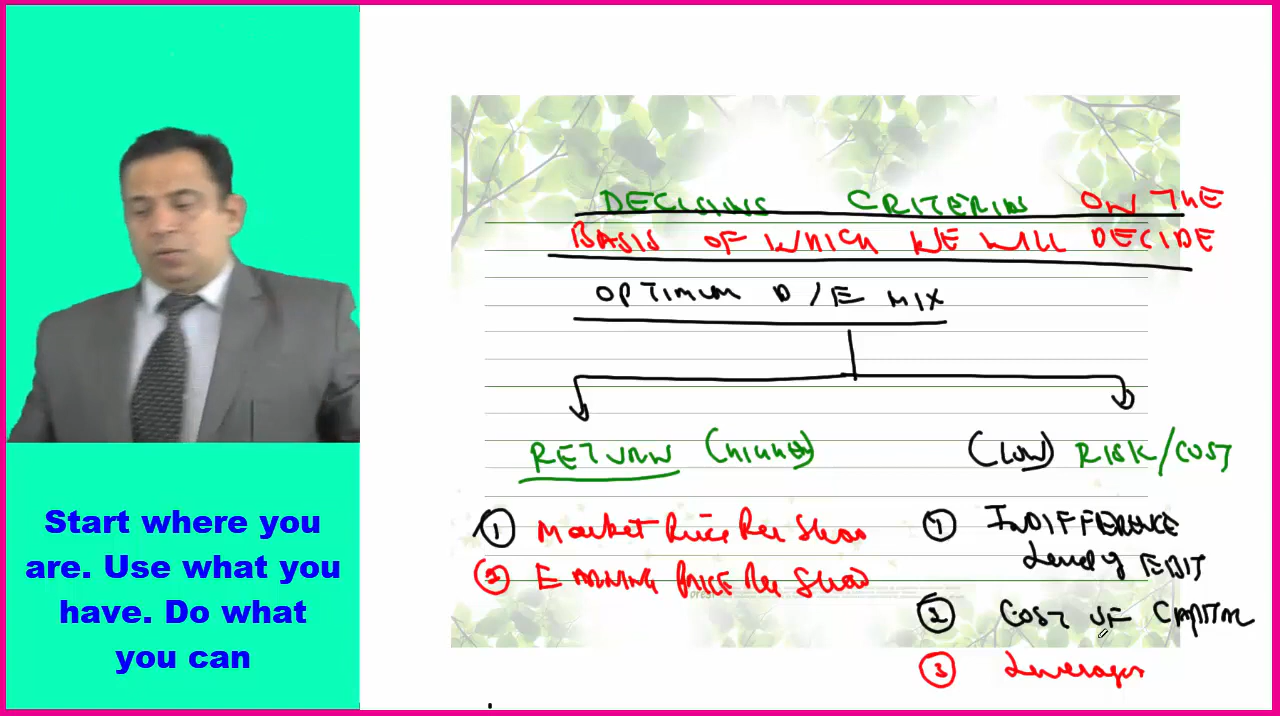 DECISIONS CRITERIA ON THE
BASIS OF WHICH WE WILL DECIDE
OPTIMUM D/E MIX
RETURN (Higher)
(LOW) RISK/COST
① Market Price Per Share
② EARNING PRICE Per Share
① INDIFFERENCE
Level of EBIT
② COST OF CAPITAL
③ Leverages
Start where you
are. Use what you
have. Do what
you can